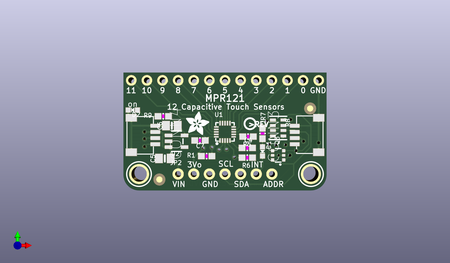 on
11 10 9 8 7 6 5 4 3 2 1 0 GND
MPR121
12 Capacitive Touch Sensors
U1
R1
3Vo
SCL
R6 INT
VIN GND SDA ADDR